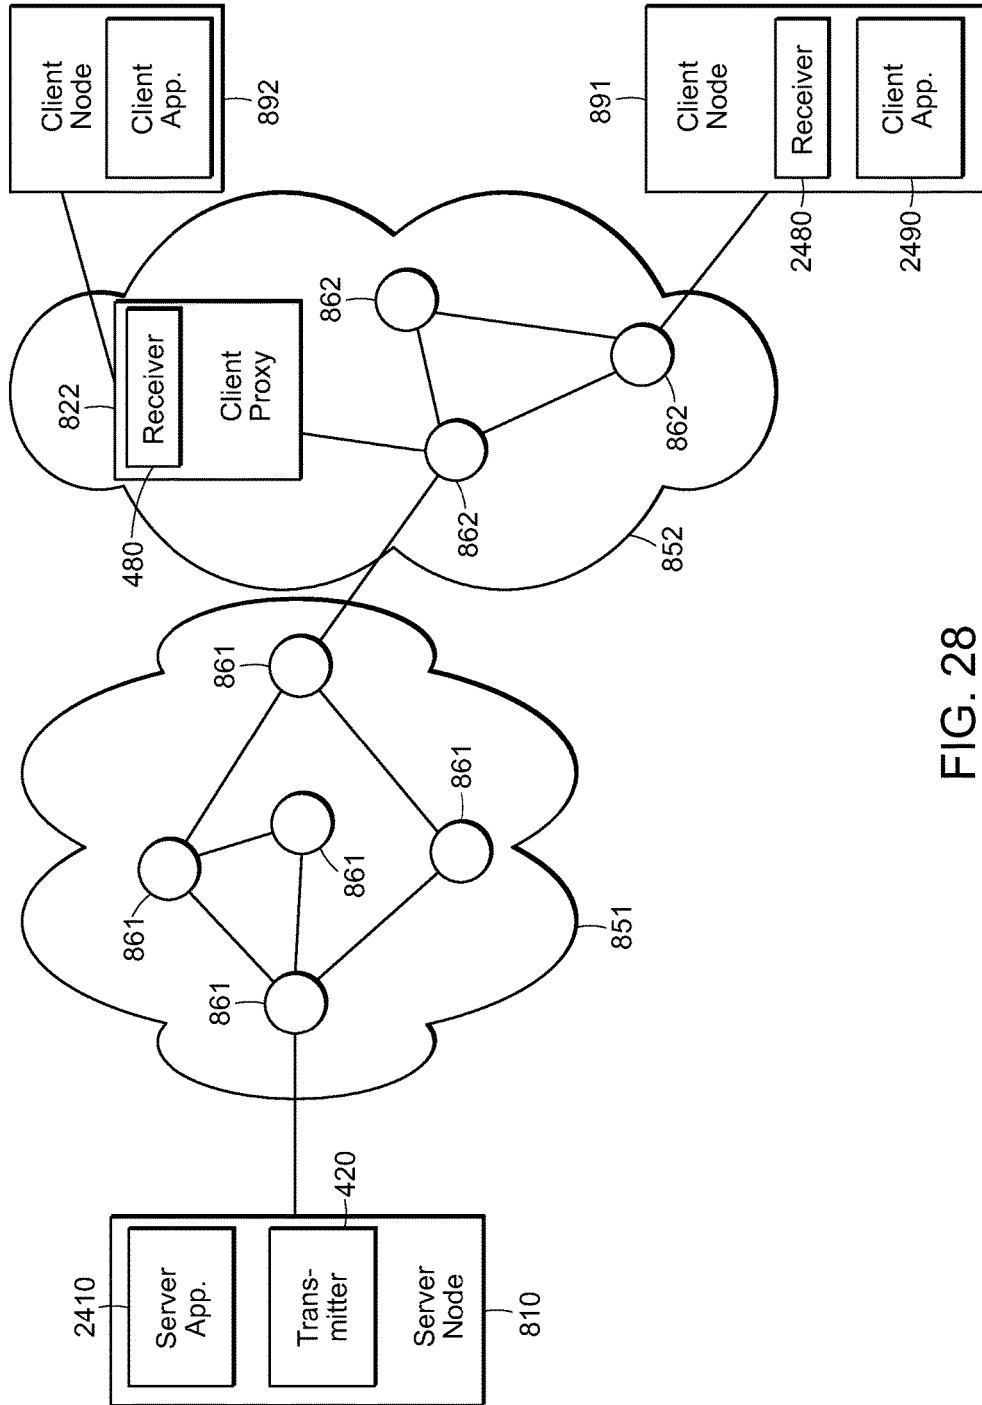 2410
Server
App.
Trans-
mitter
420
Server
Node
810
861
861
861
861
861
851
822
Receiver
480
Client
Proxy
862
862
862
852
Client
Node
Client
App.
892
Client
Node
891
Receiver
2480
Client
App.
2490
FIG. 28